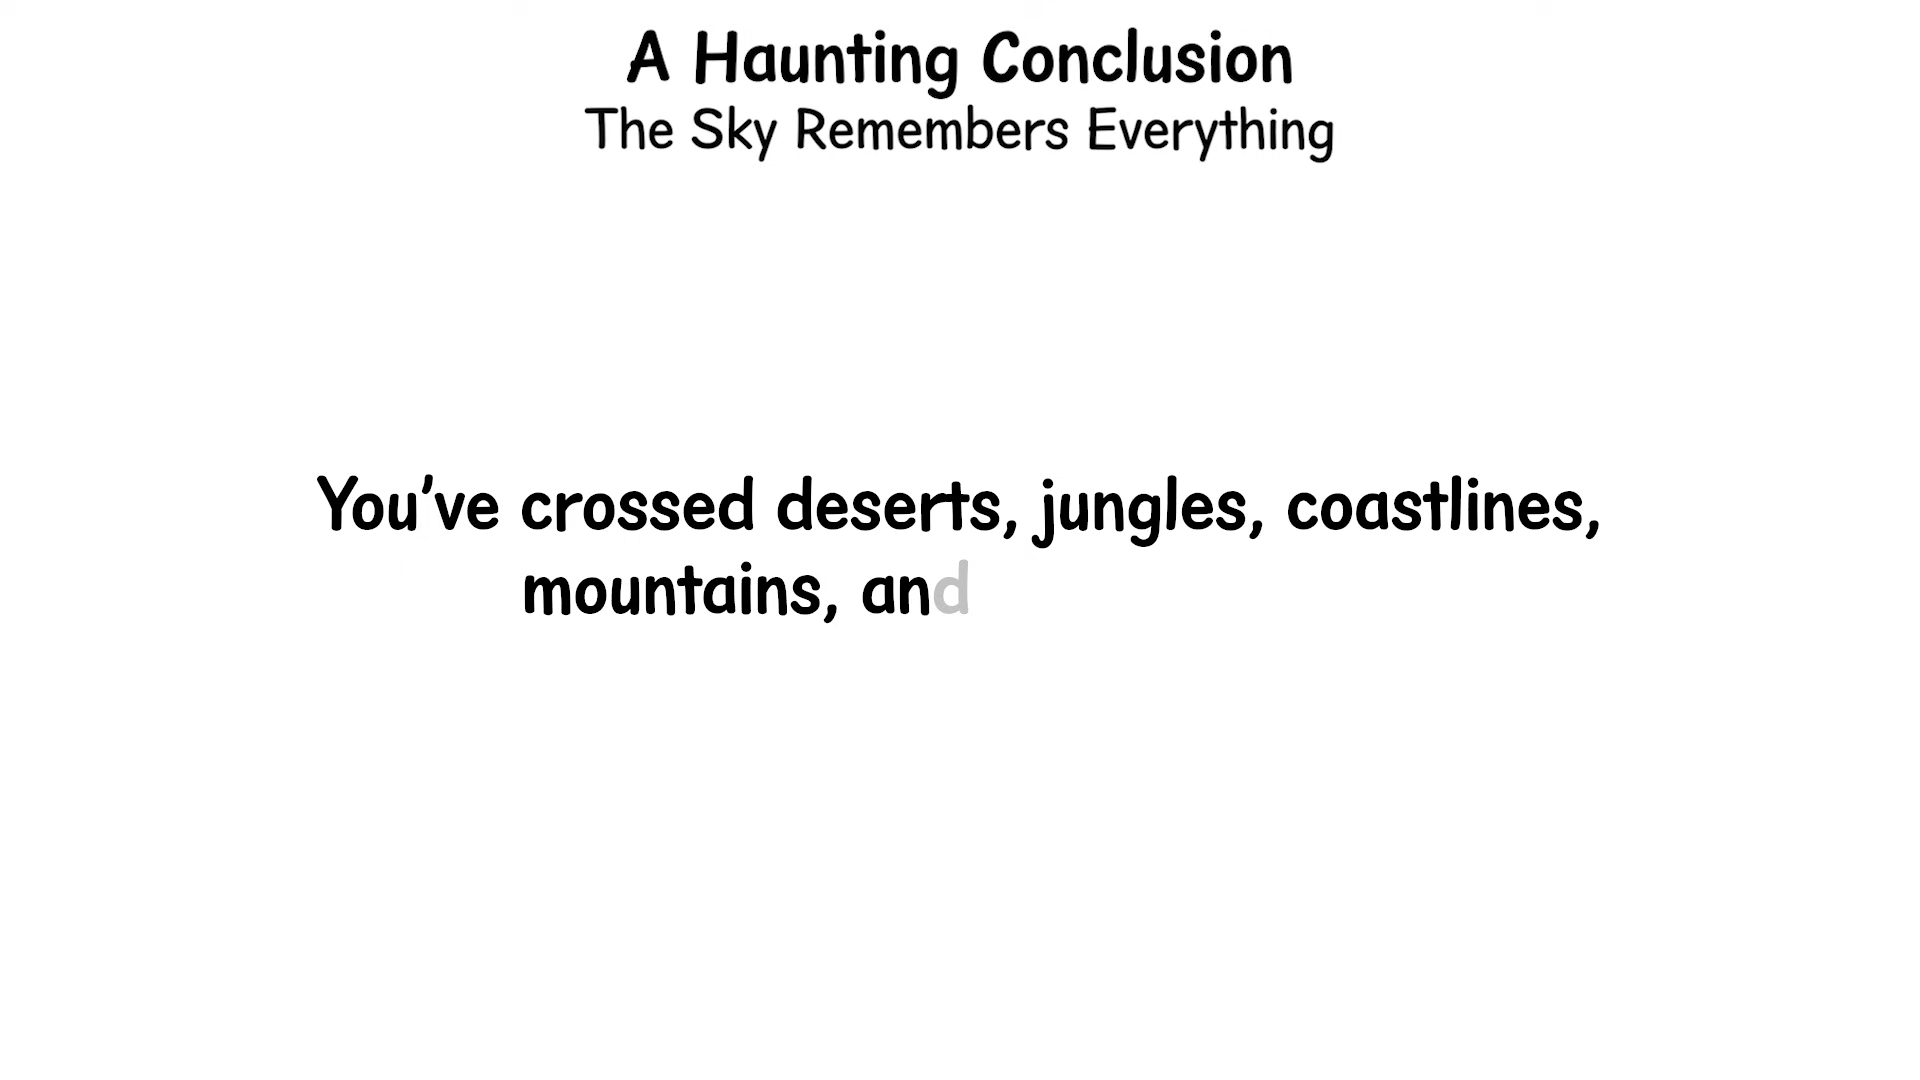 A Haunting Conclusion
The Sky Remembers Everything
You’ve crossed deserts, jungles, coastlines,
mountains, and